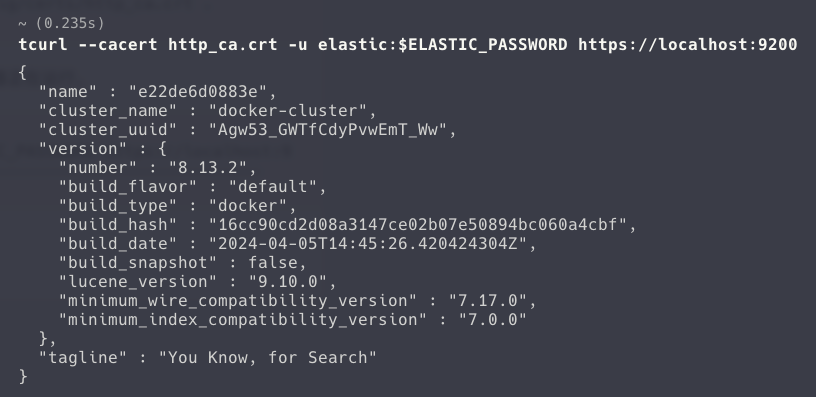 ~ (0.235s)
tcurl --cacert http_ca.crt -u elastic:$ELASTIC_PASSWORD https://localhost:9200
{
  "name" : "e22de6d0883e",
  "cluster_name" : "docker-cluster",
  "cluster_uuid" : "Agw53_GWTfCdyPvwEmT_Ww",
  "version" : {
    "number" : "8.13.2",
    "build_flavor" : "default",
    "build_type" : "docker",
    "build_hash" : "16cc90cd2d08a3147ce02b07e50894bc060a4cbf",
    "build_date" : "2024-04-05T14:45:26.420424304Z",
    "build_snapshot" : false,
    "lucene_version" : "9.10.0",
    "minimum_wire_compatibility_version" : "7.17.0",
    "minimum_index_compatibility_version" : "7.0.0"
  },
  "tagline" : "You Know, for Search"
}